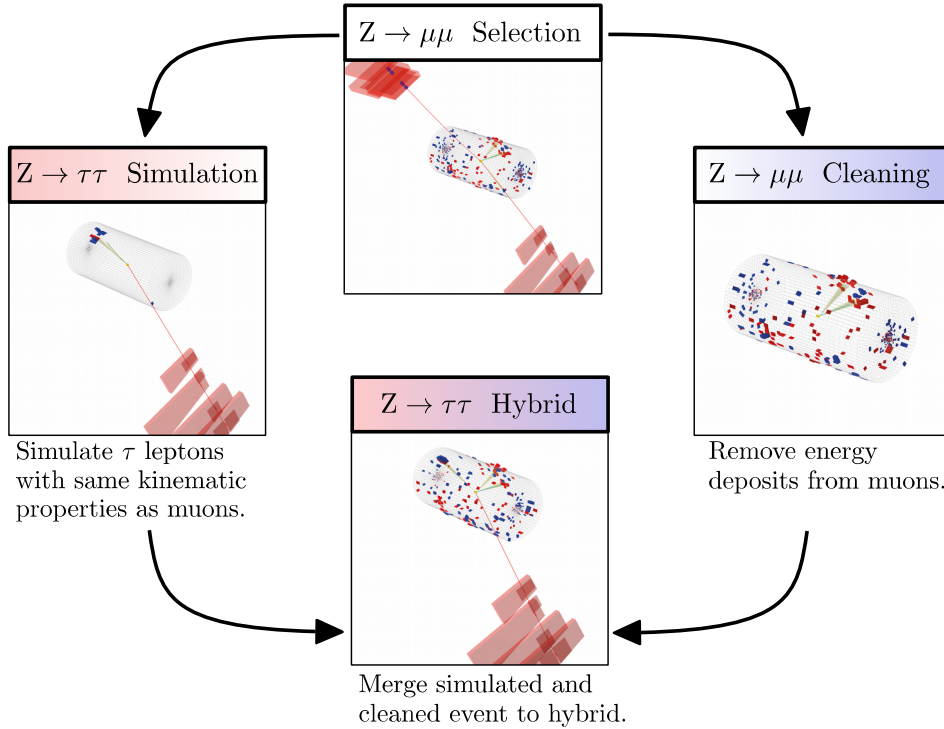 Z → μμ Selection
Z → ττ Simulation
Z → μμ Cleaning
Simulate τ leptons
with same kinematic
properties as muons.
Remove energy
deposits from muons.
Z → ττ Hybrid
Merge simulated and
cleaned event to hybrid.